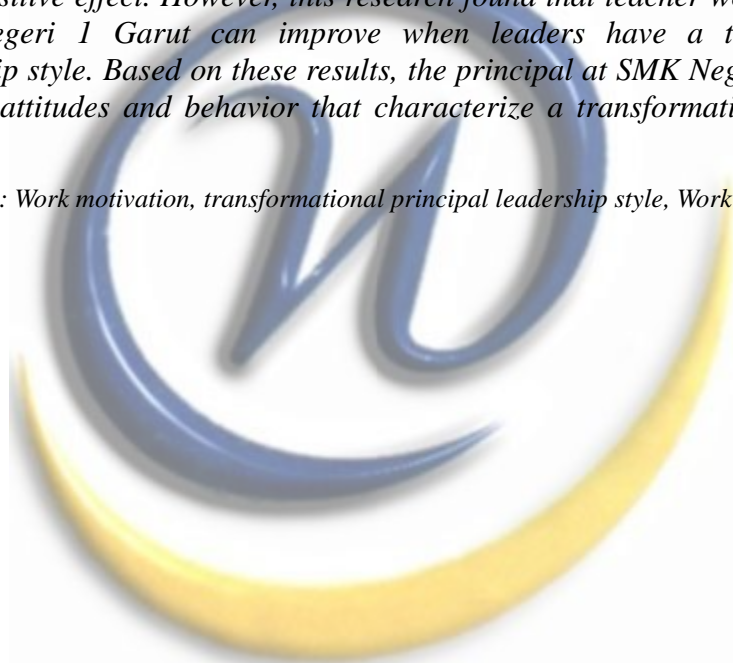 sitive effect. However, this research found that teacher wo
egeri 1 Garut can improve when leaders have a t
ip style. Based on these results, the principal at SMK Neg
attitudes and behavior that characterize a transformati
: Work motivation, transformational principal leadership style, Work